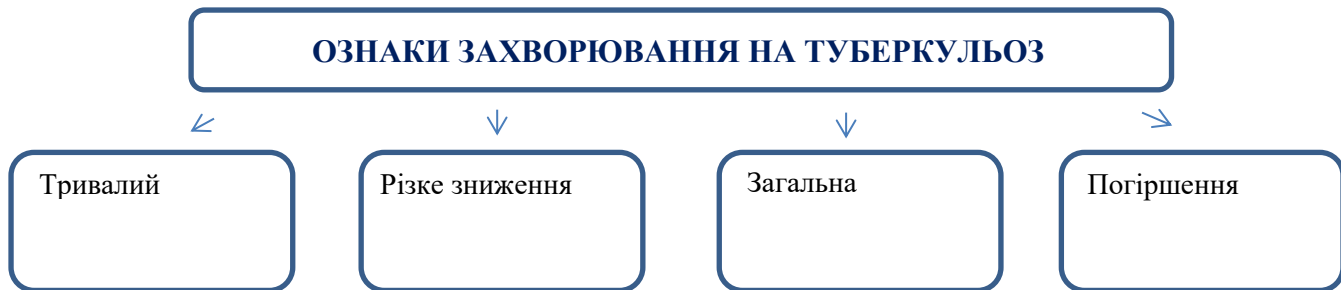 ОЗНАКИ ЗАХВОРЮВАННЯ НА ТУБЕРКУЛЬОЗ
Тривалий
Різке зниження
Загальна
Погіршення